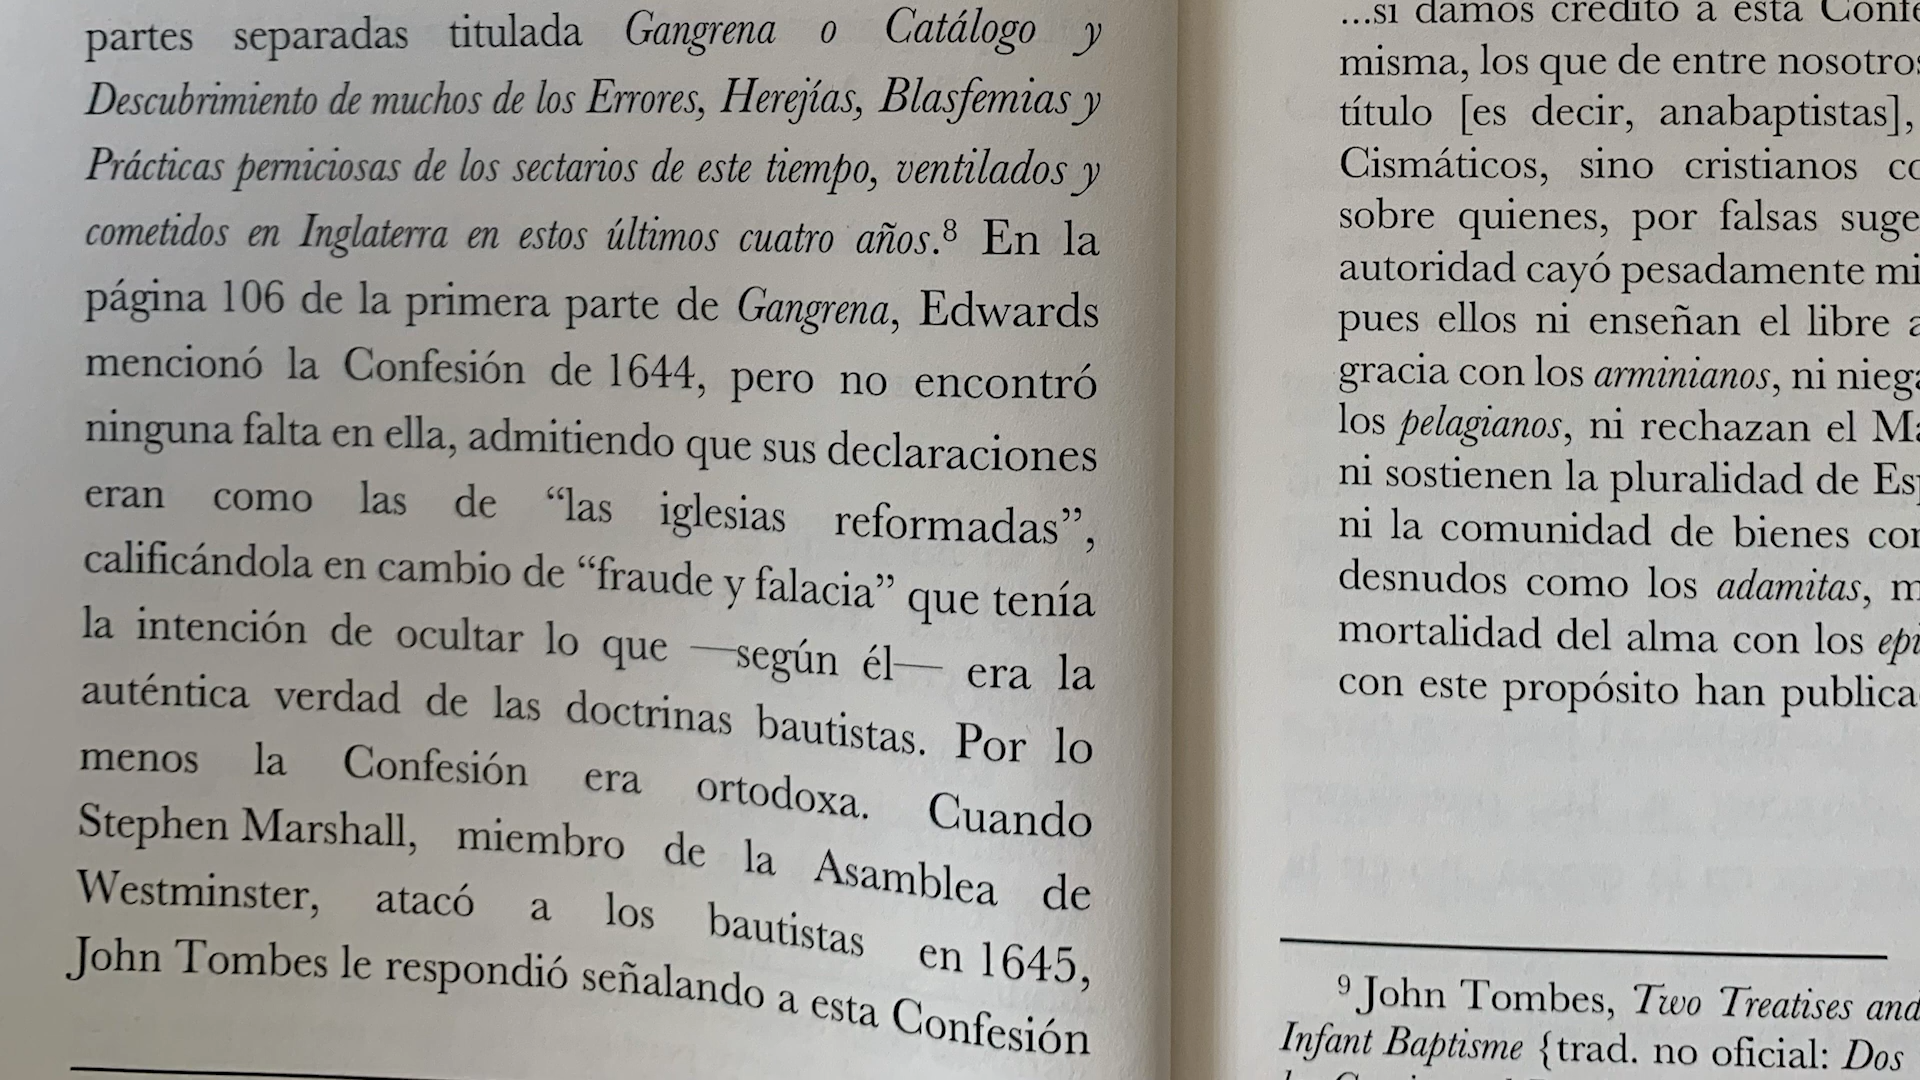 partes separadas titulada Gangrena o Catálogo y
Descubrimiento de muchos de los Errores, Herejías, Blasfemias y
Prácticas perniciosas de los sectarios de este tiempo, ventilados y
cometidos en Inglaterra en estos últimos cuatro años.⁸ En la
página 106 de la primera parte de Gangrena, Edwards
mencionó la Confesión de 1644, pero no encontró
ninguna falta en ella, admitiendo que sus declaraciones
eran como las de “las iglesias reformadas”,
calificándola en cambio de “fraude y falacia” que tenía
la intención de ocultar lo que —según él— era la
auténtica verdad de las doctrinas bautistas. Por lo
menos la Confesión era ortodoxa. Cuando
Stephen Marshall, miembro de la Asamblea de
Westminster, atacó a los bautistas en 1645,
John Tombes le respondió señalando a esta Confesión
...si damos crédito a esta
misma, los que de entre
título [es decir, anabaptistas],
Cismáticos, sino cristianos
sobre quienes, por falsas
autoridad cayó pesadamente
pues ellos ni enseñan el libre
gracia con los arminianos, ni
los pelagianos, ni rechazan el
ni sostienen la pluralidad de
ni la comunidad de bienes
desnudos como los adamitas,
mortalidad del alma con los
con este propósito han
⁹ John Tombes, Two Treatises and
Infant Baptisme {trad. no oficial: Dos